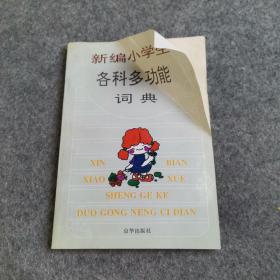 新编小学生
各科多功能
词典
XIN BIAN
XIAO XUE
SHENG GE KE
DUO GONG NENG CI DIAN
京华出版社